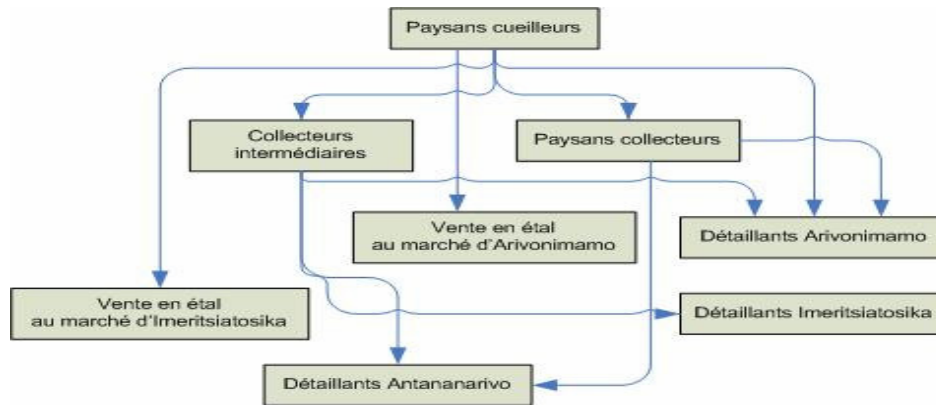 Paysans cueilleurs
Collecteurs
intermédiaires
Paysans collecteurs
Vente en étal
au marché d'Arivonimamo
Détaillants Arivonimamo
Vente en étal
au marché d'Imeritsiatosika
Détaillants Imeritsiatosika
Détaillants Antananarivo